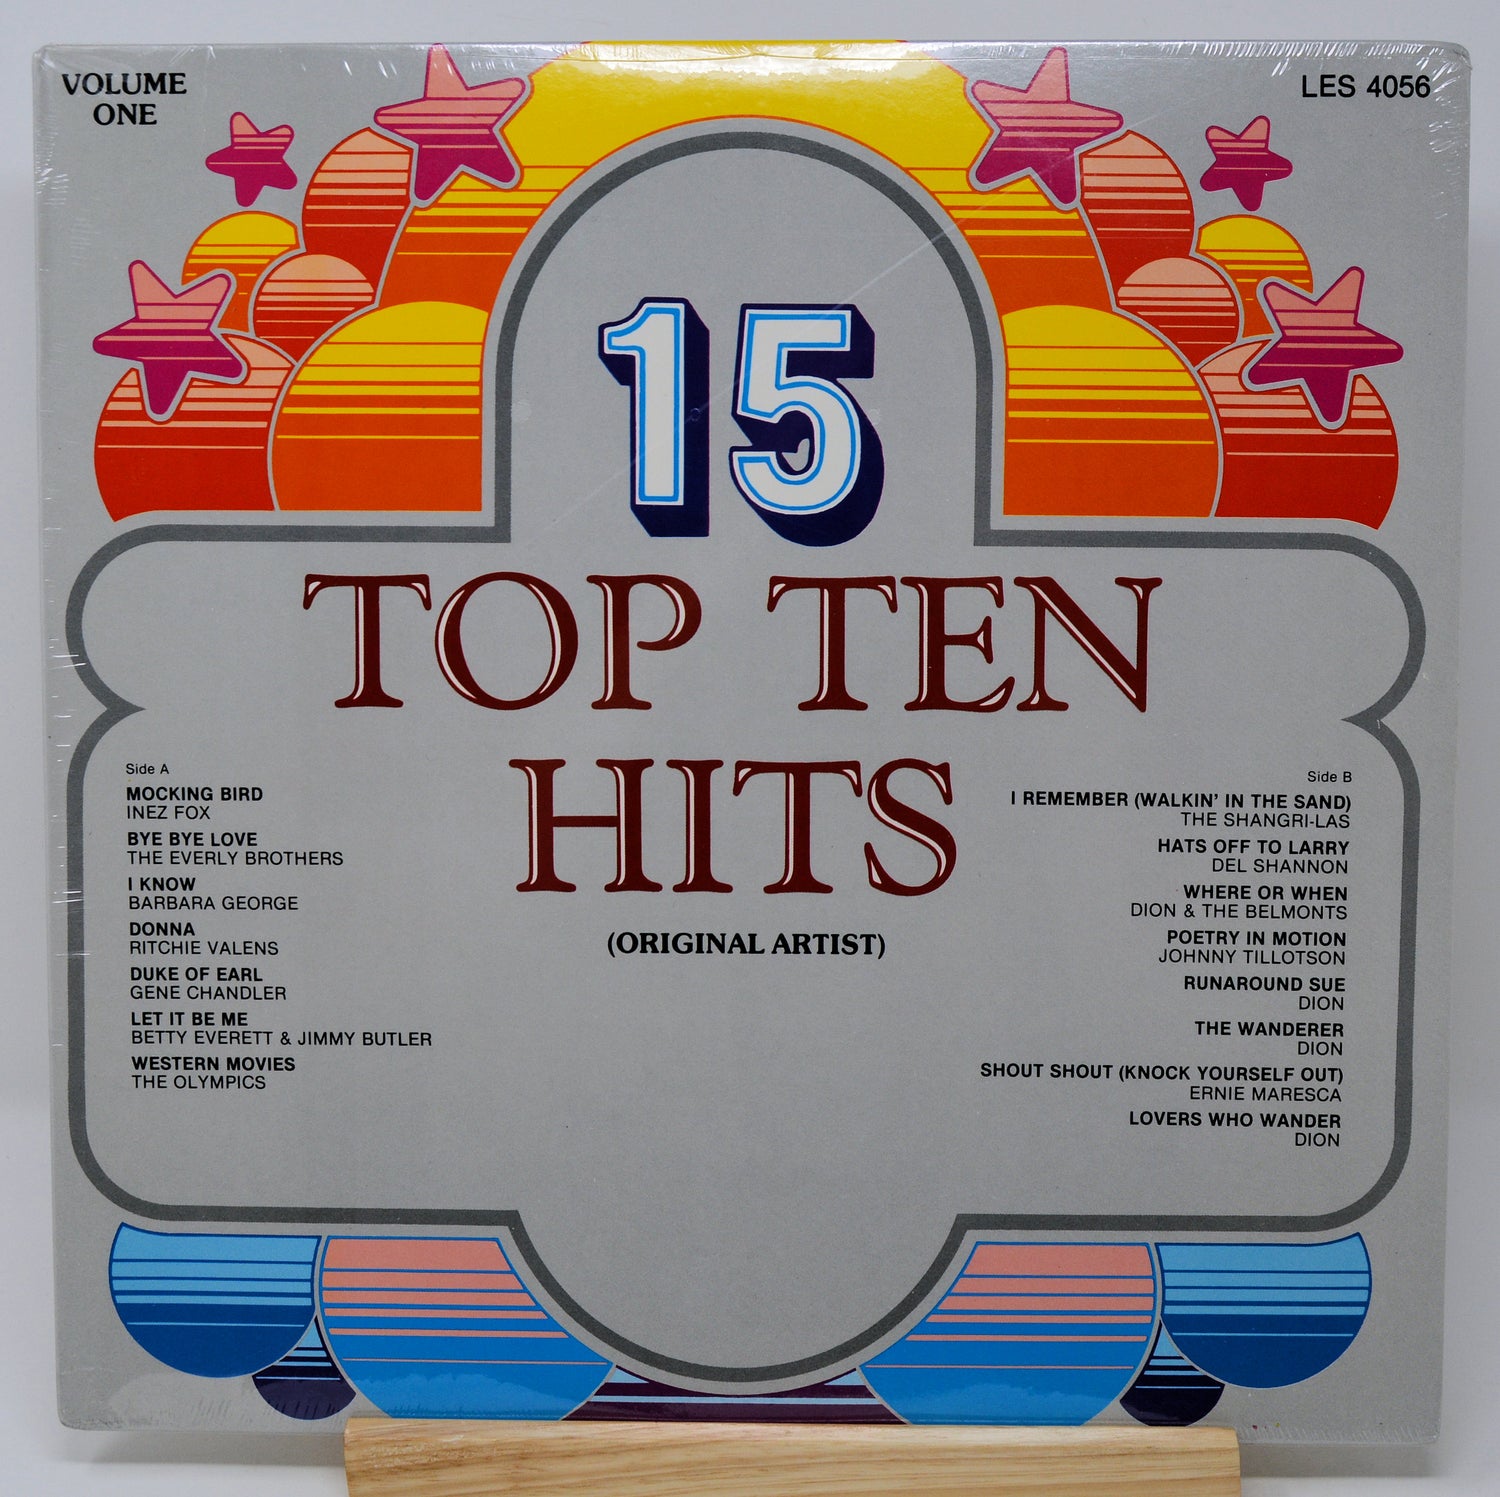 VOLUME
ONE
LES 4056
15
TOP TEN
HITS
(ORIGINAL ARTIST)
Side A
MOCKING BIRD
INEZ FOX
BYE BYE LOVE
THE EVERLY BROTHERS
I KNOW
BARBARA GEORGE
DONNA
RITCHIE VALENS
DUKE OF EARL
GENE CHANDLER
LET IT BE ME
BETTY EVERETT & JIMMY BUTLER
WESTERN MOVIES
THE OLYMPICS
Side B
I REMEMBER (WALKIN' IN THE SAND)
THE SHANGRI-LAS
HATS OFF TO LARRY
DEL SHANNON
WHERE OR WHEN
DION & THE BELMONTS
POETRY IN MOTION
JOHNNY TILLOTSON
RUNAROUND SUE
DION
THE WANDERER
DION
SHOUT SHOUT (KNOCK YOURSELF OUT)
ERNIE MARESCA
LOVERS WHO WANDER
DION